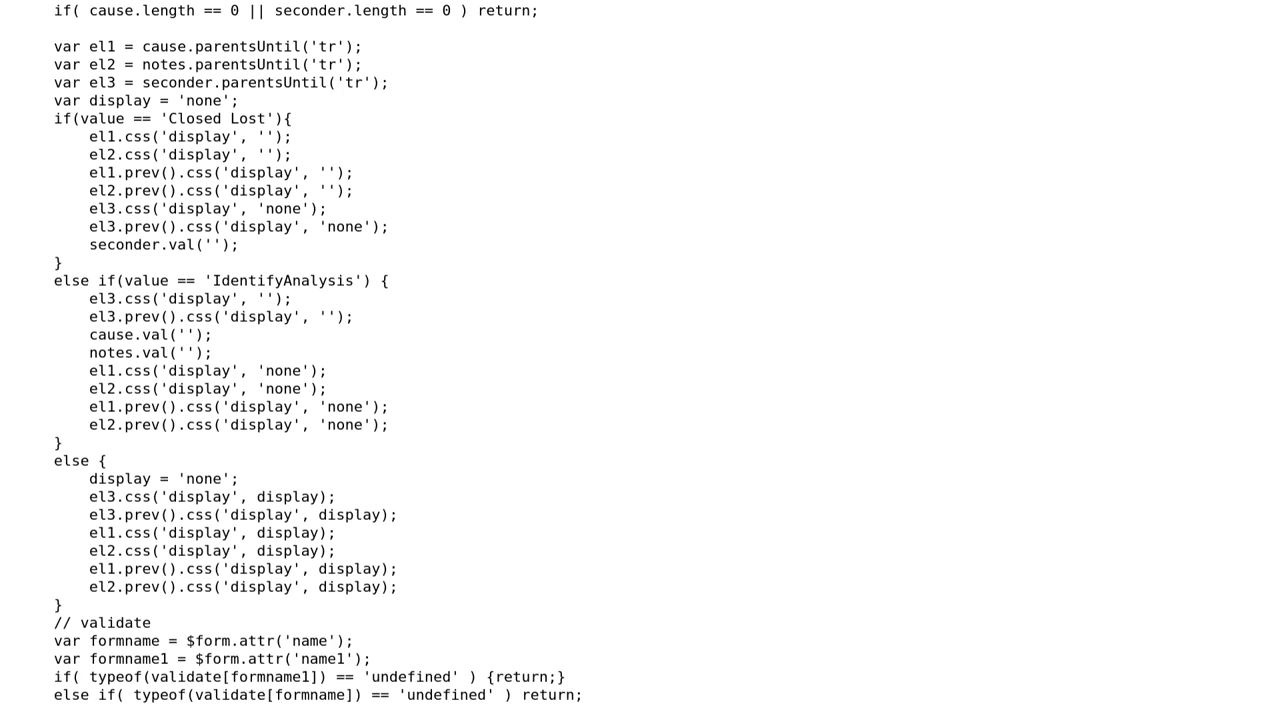 if( cause.length == 0 || seconder.length == 0 ) return;
var el1 = cause.parentsUntil('tr');
var el2 = notes.parentsUntil('tr');
var el3 = seconder.parentsUntil('tr');
var display = 'none';
if(value == 'Closed Lost'){
el1.css('display', '');
el2.css('display', '');
el1.prev().css('display', '');
el2.prev().css('display', '');
el3.css('display', 'none');
el3.prev().css('display', 'none');
seconder.val('');
}
else if(value == 'IdentifyAnalysis') {
el3.css('display', '');
el3.prev().css('display', '');
cause.val('');
notes.val('');
el1.css('display', 'none');
el2.css('display', 'none');
el1.prev().css('display', 'none');
el2.prev().css('display', 'none');
}
else {
display = 'none';
el3.css('display', display);
el3.prev().css('display', display);
el1.css('display', display);
el2.css('display', display);
el1.prev().css('display', display);
el2.prev().css('display', display);
}
// validate
var formname = $form.attr('name');
var formname1 = $form.attr('name1');
if( typeof(validate[formname1]) == 'undefined' ) {return;}
else if( typeof(validate[formname]) == 'undefined' ) return;